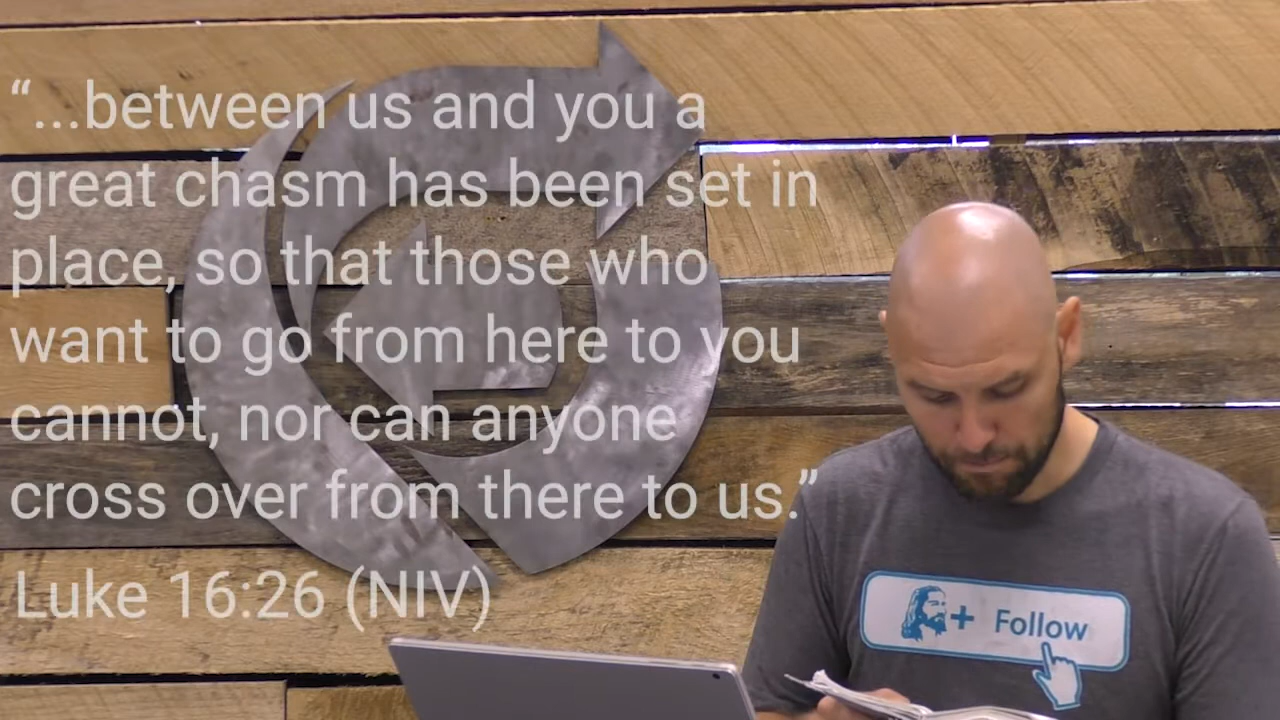 “...between us and you a
great chasm has been set in
place, so that those who
want to go from here to you
cannot, nor can anyone
cross over from there to us.”
Luke 16:26 (NIV)
+ Follow